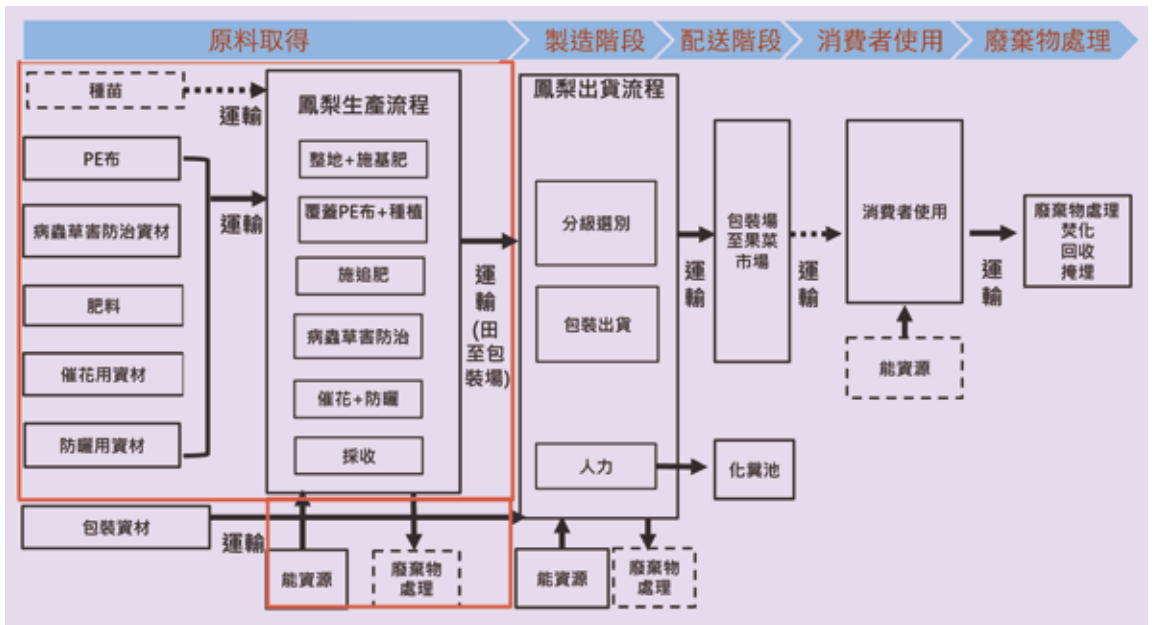 原料取得
製造階段
配送階段
消費者使用
廢棄物處理
種苗
PE布
病蟲草害防治資材
肥料
催花用資材
防曬用資材
包裝資材
運輸
運輸
運輸
鳳梨生產流程
整地+施基肥
覆蓋PE布+種植
施追肥
病蟲草害防治
催花+防曬
採收
能資源
廢棄物
處理
運
輸
(田
至包
裝場)
鳳梨出貨流程
分級選別
包裝出貨
人力
能資源
廢棄物
處理
運
輸
包裝場
至果菜
市場
化糞池
運
輸
消費者使用
能資源
運
輸
廢棄物處理
焚化
回收
掩埋